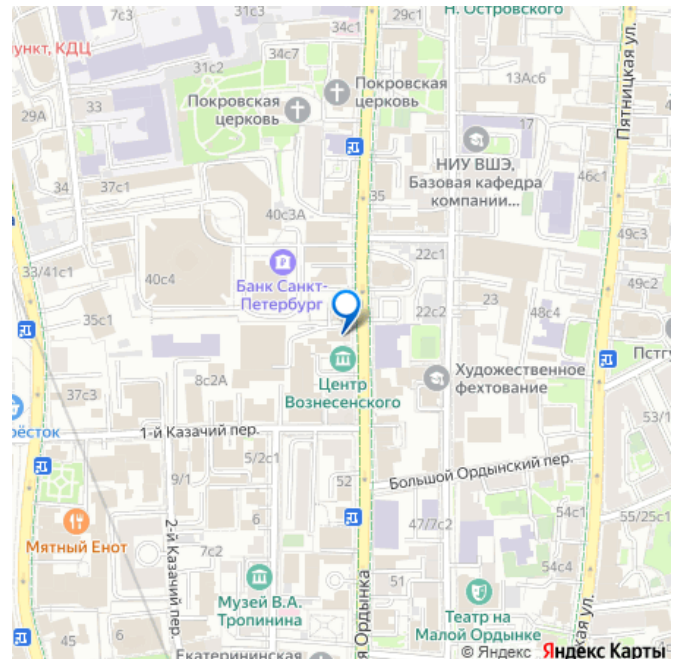 7с3
29с1
Н. Островского
34с1
пункт, КДЦ
34с7
31с2
13Ас6
Пятницкая ул.
33
29А
Покровская
церковь
Покровская
церковь
17
НИУ ВШЭ,
Базовая кафедра
компании...
46с1
34
37с1
35
40с3А
49с3
33/41с1
40с4
22с1
Банк Санкт-
Петербург
49с2
23
35с1
22с2
48с4
Пстгу
8с2А
Центр
Вознесенского
Художественное
фехтование
37с3
рёсток
1-й Казачий пер.
53/1
5/2с1
9/1
52
Большой Ордынский пер.
6
47/7с2
54с1
55/25с1
Мятный Енот
2-й Казачий пер.
7с2
54с4
Музей В.А.
Тропинина
51
я Ордынка
Театр на
Малой Ордынке
кая ул.
45
6
Екатерининская
© Яндекс Яндекс Карты